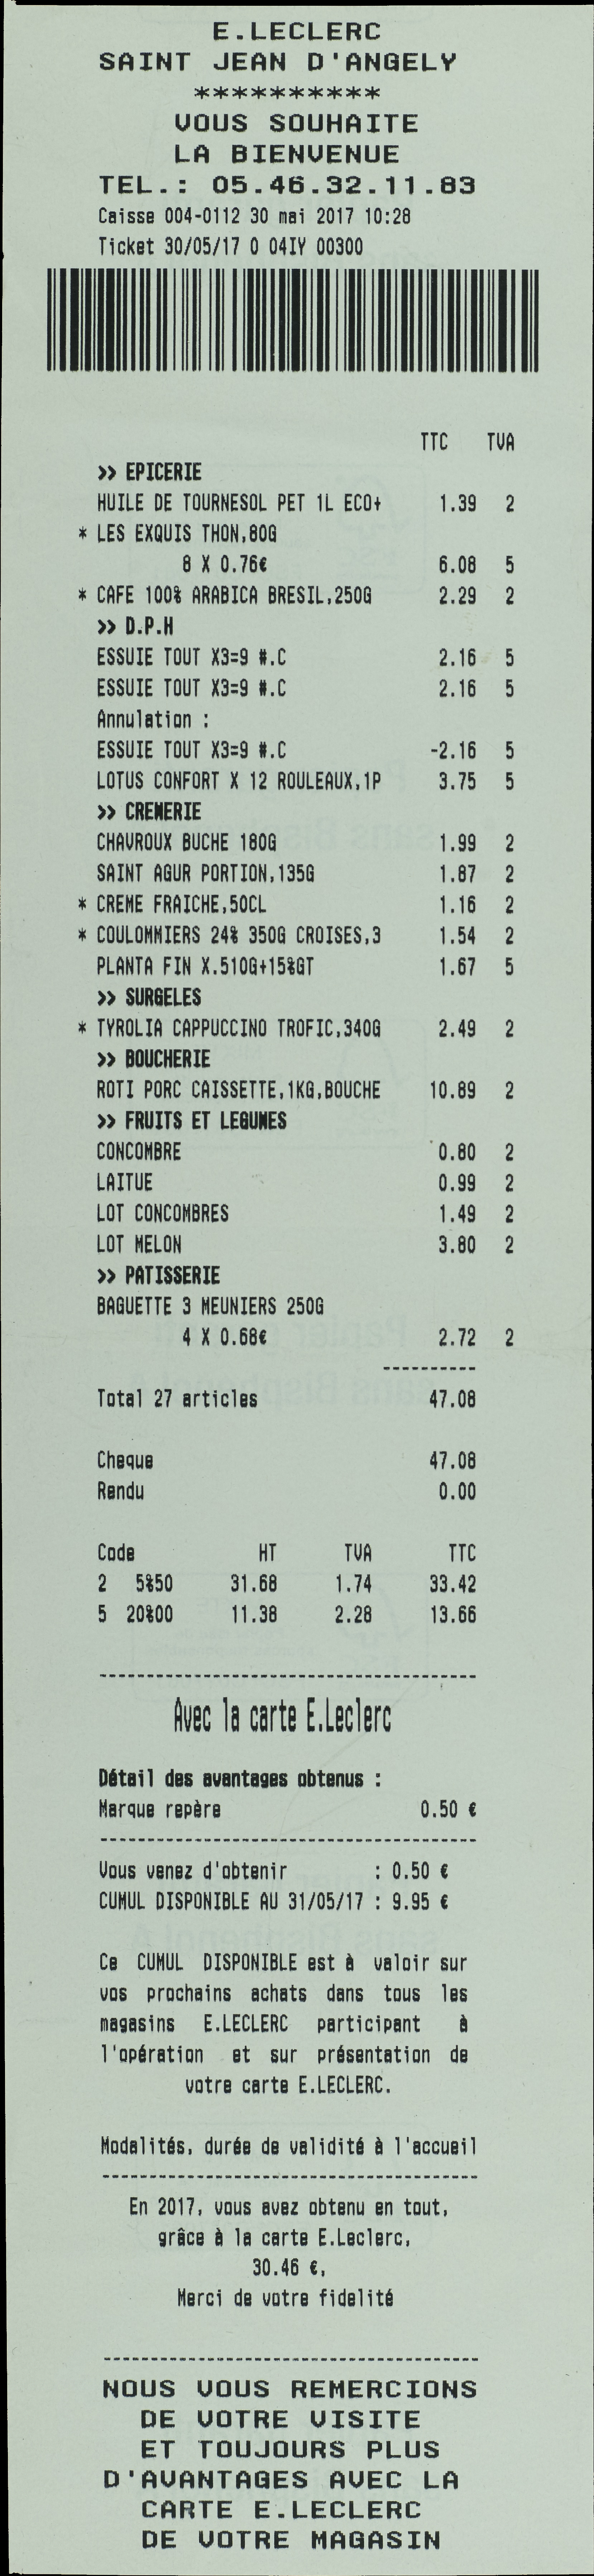 E.LECLERC
SAINT JEAN D'ANGELY
**********
VOUS SOUHAITE
LA BIENVENUE
TEL.: 05.46.32.11.83
Caisse 004-0112 30 mai 2017 10:28
Ticket 30/05/17 0 04IY 00300
TTC TVA
>> EPICERIE
HUILE DE TOURNESOL PET 1L ECO+ 1.39 2
* LES EXQUIS THON,80G
8 X 0.76€ 6.08 5
* CAFE 100% ARABICA BRESIL,250G 2.29 2
>> D.P.H
ESSUIE TOUT X3=9 #.C 2.16 5
ESSUIE TOUT X3=9 #.C 2.16 5
Annulation :
ESSUIE TOUT X3=9 #.C -2.16 5
LOTUS CONFORT X 12 ROULEAUX,1P 3.75 5
>> CREMERIE
CHAVROUX BUCHE 180G 1.99 2
SAINT AGUR PORTION,135G 1.87 2
* CREME FRAICHE,50CL 1.16 2
* COULOMMIERS 24% 350G CROISES,3 1.54 2
PLANTA FIN X.510G+15%GT 1.67 5
>> SURGELES
* TYROLIA CAPPUCCINO TROFIC,340G 2.49 2
>> BOUCHERIE
ROTI PORC CAISSETTE,1KG,BOUCHE 10.89 2
>> FRUITS ET LEGUMES
CONCOMBRE 0.80 2
LAITUE 0.99 2
LOT CONCOMBRES 1.49 2
LOT MELON 3.80 2
>> PATISSERIE
BAGUETTE 3 MEUNIERS 250G
4 X 0.68€ 2.72 2
----------
Total 27 articles 47.08
Cheque 47.08
Rendu 0.00
Code HT TVA TTC
2 5%50 31.68 1.74 33.42
5 20%00 11.38 2.28 13.66
----------------------------------------
Avec la carte E.Leclerc
Détail des avantages obtenus :
Marque repère 0.50 €
----------------------------------------
Vous venez d'obtenir : 0.50 €
CUMUL DISPONIBLE AU 31/05/17 : 9.95 €
Ce CUMUL DISPONIBLE est à valoir sur
vos prochains achats dans tous les
magasins E.LECLERC participant à
l'opération et sur présentation de
votre carte E.LECLERC.
Modalités, durée de validité à l'accueil
----------------------------------------
En 2017, vous avez obtenu en tout,
grâce à la carte E.Leclerc,
30.46 €,
Merci de votre fidelité
----------------------------------------
NOUS VOUS REMERCIONS
DE VOTRE VISITE
ET TOUJOURS PLUS
D'AVANTAGES AVEC LA
CARTE E.LECLERC
DE VOTRE MAGASIN